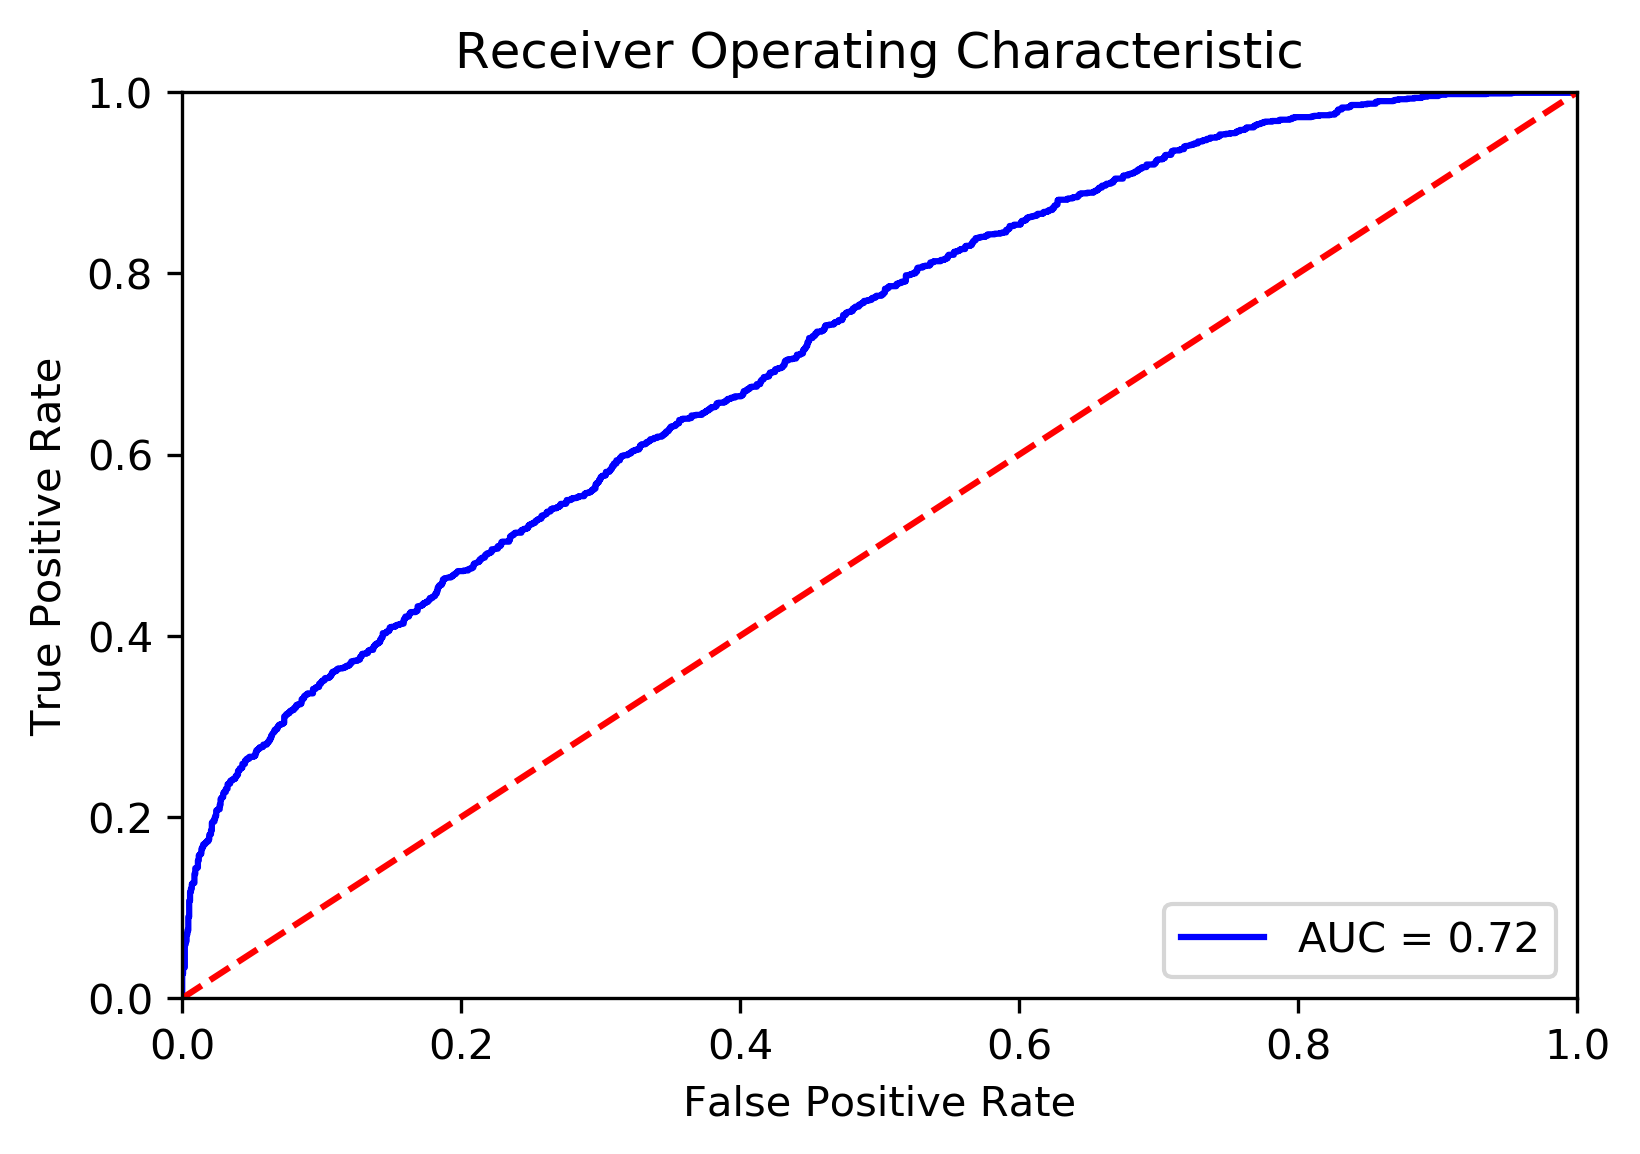 Receiver Operating Characteristic
1.0
0.8
0.6
0.4
0.2
0.0
True Positive Rate
AUC = 0.72
0.0 0.2 0.4 0.6 0.8 1.0
False Positive Rate